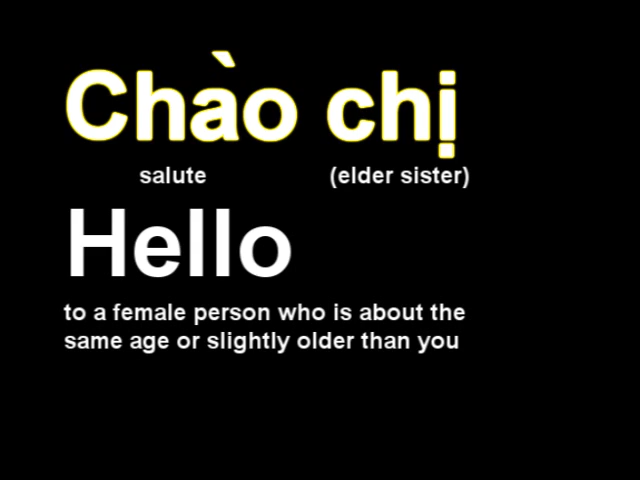 Chào chị
salute (elder sister)
Hello
to a female person who is about the
same age or slightly older than you